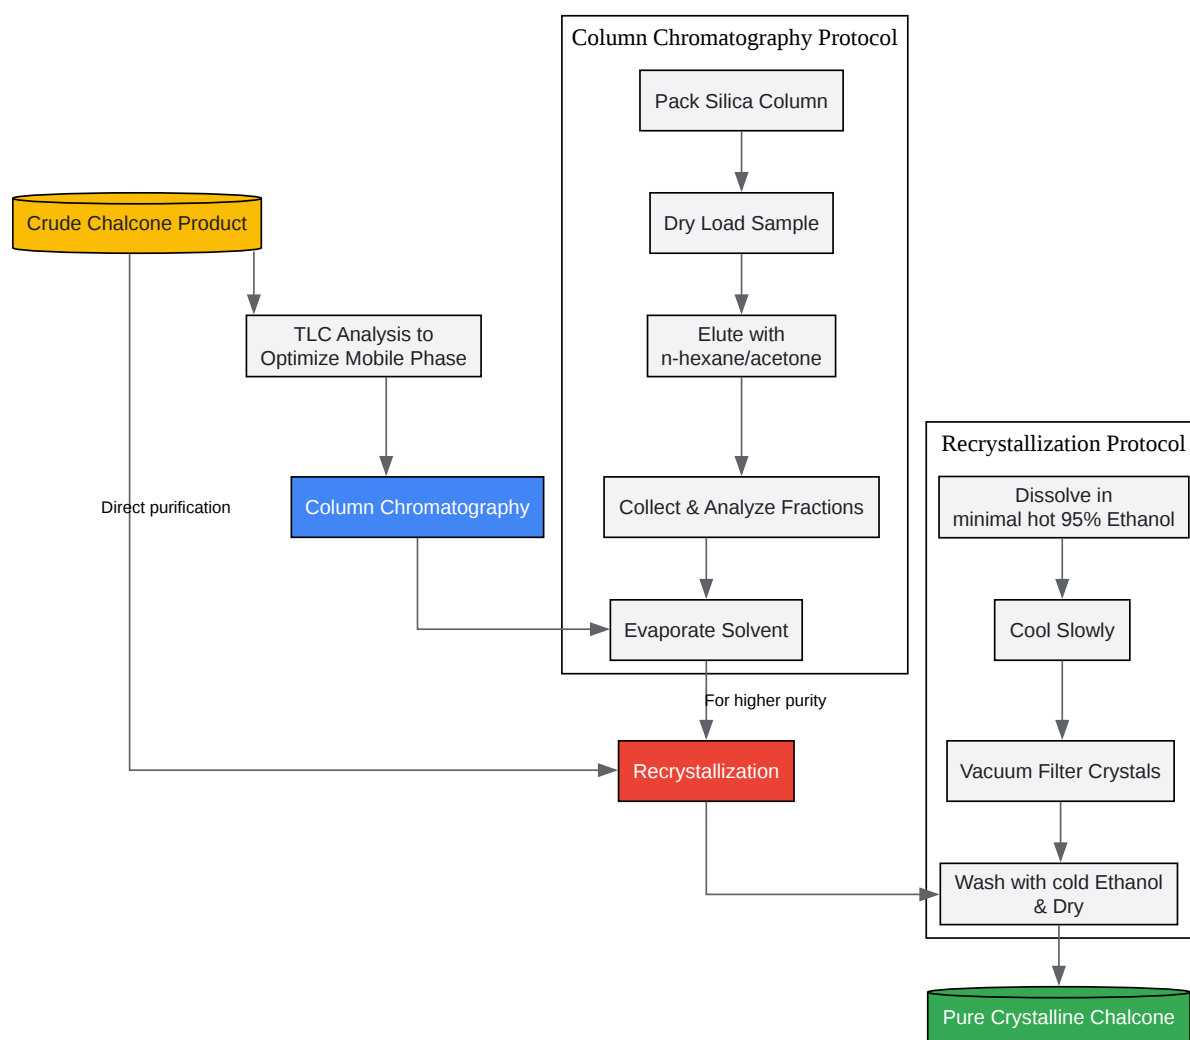 Column Chromatography Protocol
Pack Silica Column
Crude Chalcone Product
Dry Load Sample
TLC Analysis to
Optimize Mobile Phase
Elute with
n-hexane/acetone
Recrystallization Protocol
Direct purification
Column Chromatography
Collect & Analyze Fractions
Dissolve in
minimal hot 95% Ethanol
Evaporate Solvent
Cool Slowly
For higher purity
Recrystallization
Vacuum Filter Crystals
Wash with cold Ethanol
& Dry
Pure Crystalline Chalcone